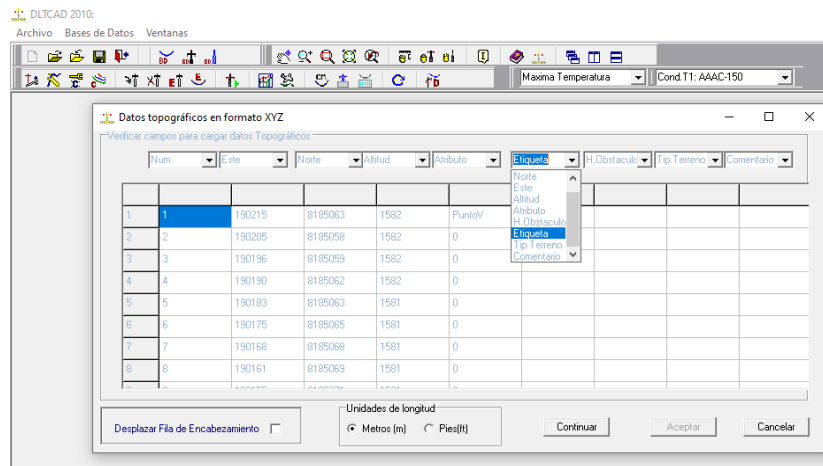 DLTCAD 2010:
Archivo Bases de Datos Ventanas
Maxima Temperatura Cond.T1: AAAC-150
Datos topográficos en formato XYZ
Verificar campos para cargar datos Topográficos
Num Este Norte Altitud Atributo Etiqueta H.Obstaculo Tip.Terreno Comentario
Norte
Este
Altitud
Atributo
H.Obstaculo
Etiqueta
Tip.Terreno
Comentario
1 1 190215 8185063 1582 PuntoV
2 2 190205 8185058 1582 0
3 3 190196 8185059 1582 0
4 4 190190 8185062 1582 0
5 5 190183 8185063 1581 0
6 6 190175 8185065 1581 0
7 7 190168 8185068 1581 0
8 8 190161 8185069 1581 0
Desplazar Fila de Encabezamiento
Unidades de longitud
Metros (m) Pies(ft)
Continuar Aceptar Cancelar